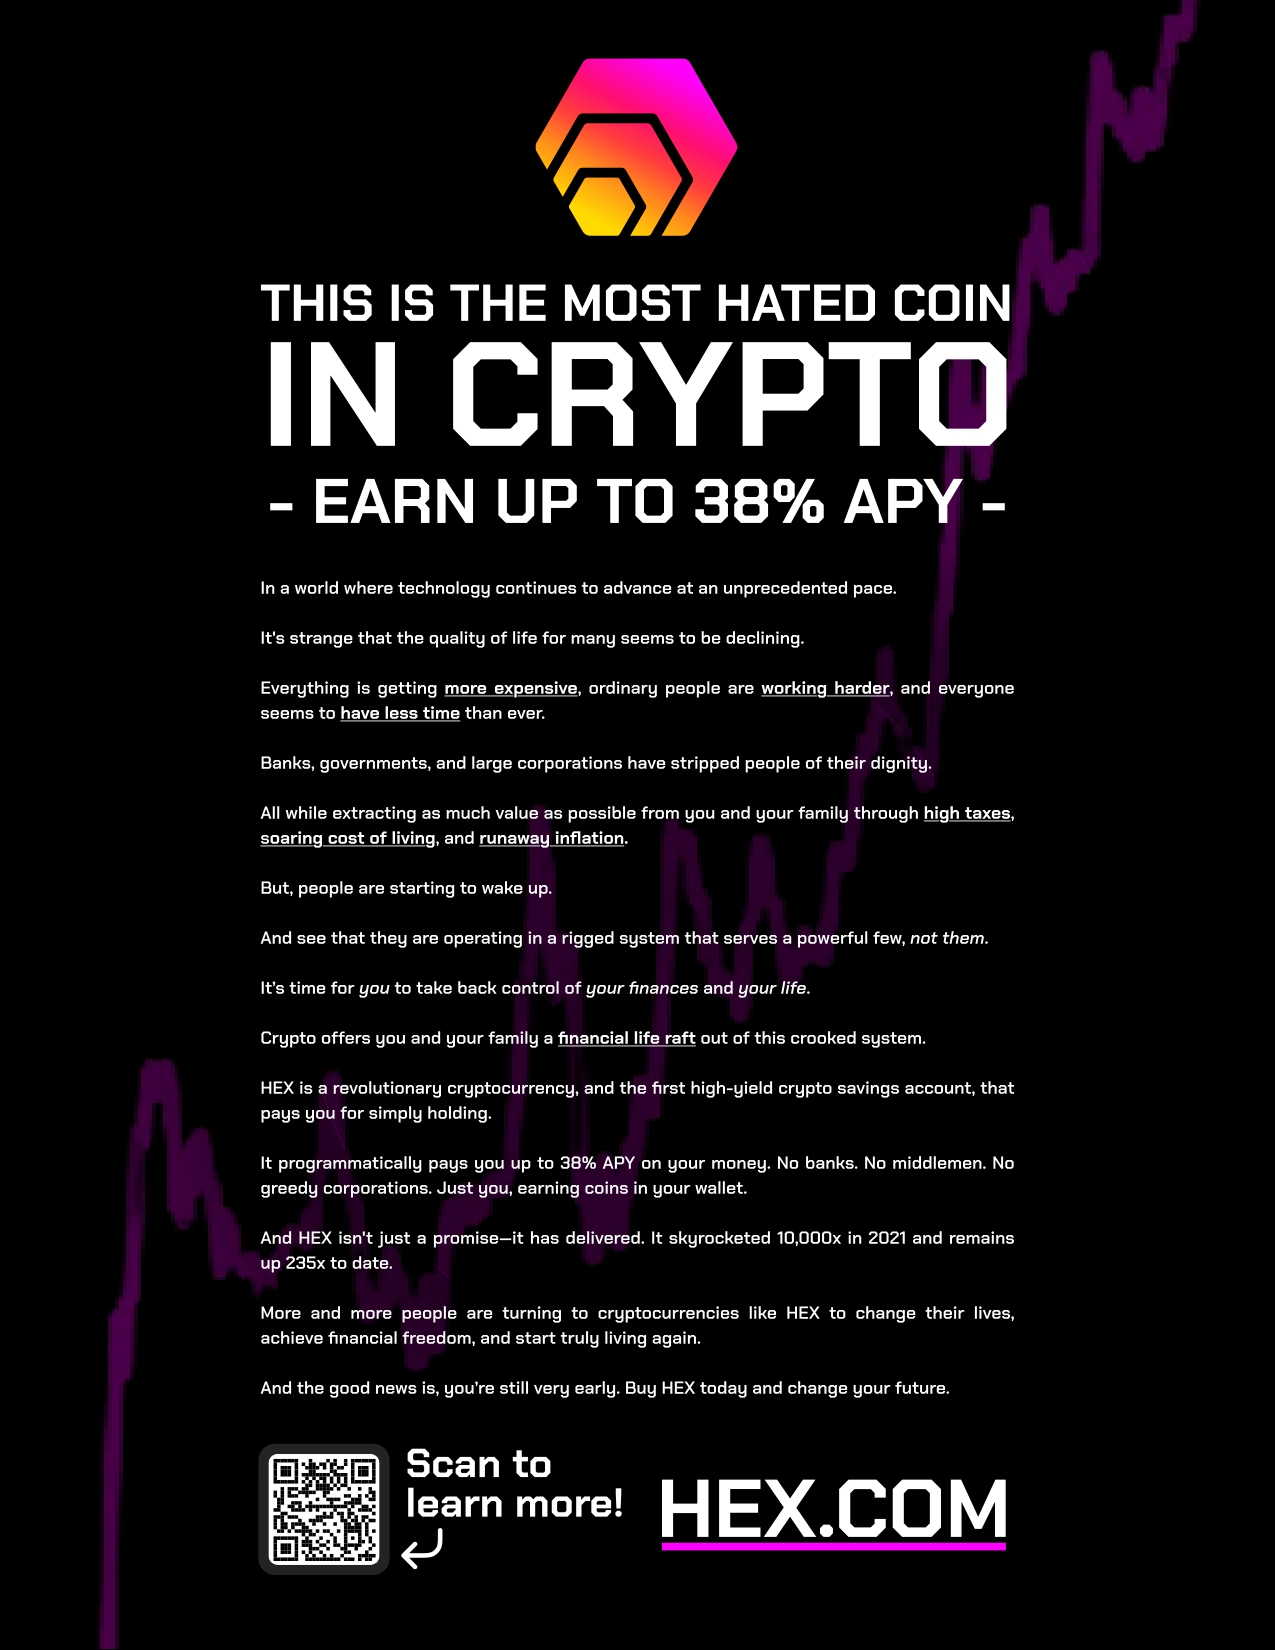 THIS IS THE MOST HATED COIN
IN CRYPTO
- EARN UP TO 38% APY -
In a world where technology continues to advance at an unprecedented pace.
It's strange that the quality of life for many seems to be declining.
Everything is getting more expensive, ordinary people are working harder, and everyone
seems to have less time than ever.
Banks, governments, and large corporations have stripped people of their dignity.
All while extracting as much value as possible from you and your family through high taxes,
soaring cost of living, and runaway inflation.
But, people are starting to wake up.
And see that they are operating in a rigged system that serves a powerful few, not them.
It’s time for you to take back control of your finances and your life.
Crypto offers you and your family a financial life raft out of this crooked system.
HEX is a revolutionary cryptocurrency, and the first high-yield crypto savings account, that
pays you for simply holding.
It programmatically pays you up to 38% APY on your money. No banks. No middlemen. No
greedy corporations. Just you, earning coins in your wallet.
And HEX isn't just a promise—it has delivered. It skyrocketed 10,000x in 2021 and remains
up 235x to date.
More and more people are turning to cryptocurrencies like HEX to change their lives,
achieve financial freedom, and start truly living again.
And the good news is, you’re still very early. Buy HEX today and change your future.
Scan to
learn more!
HEX.COM